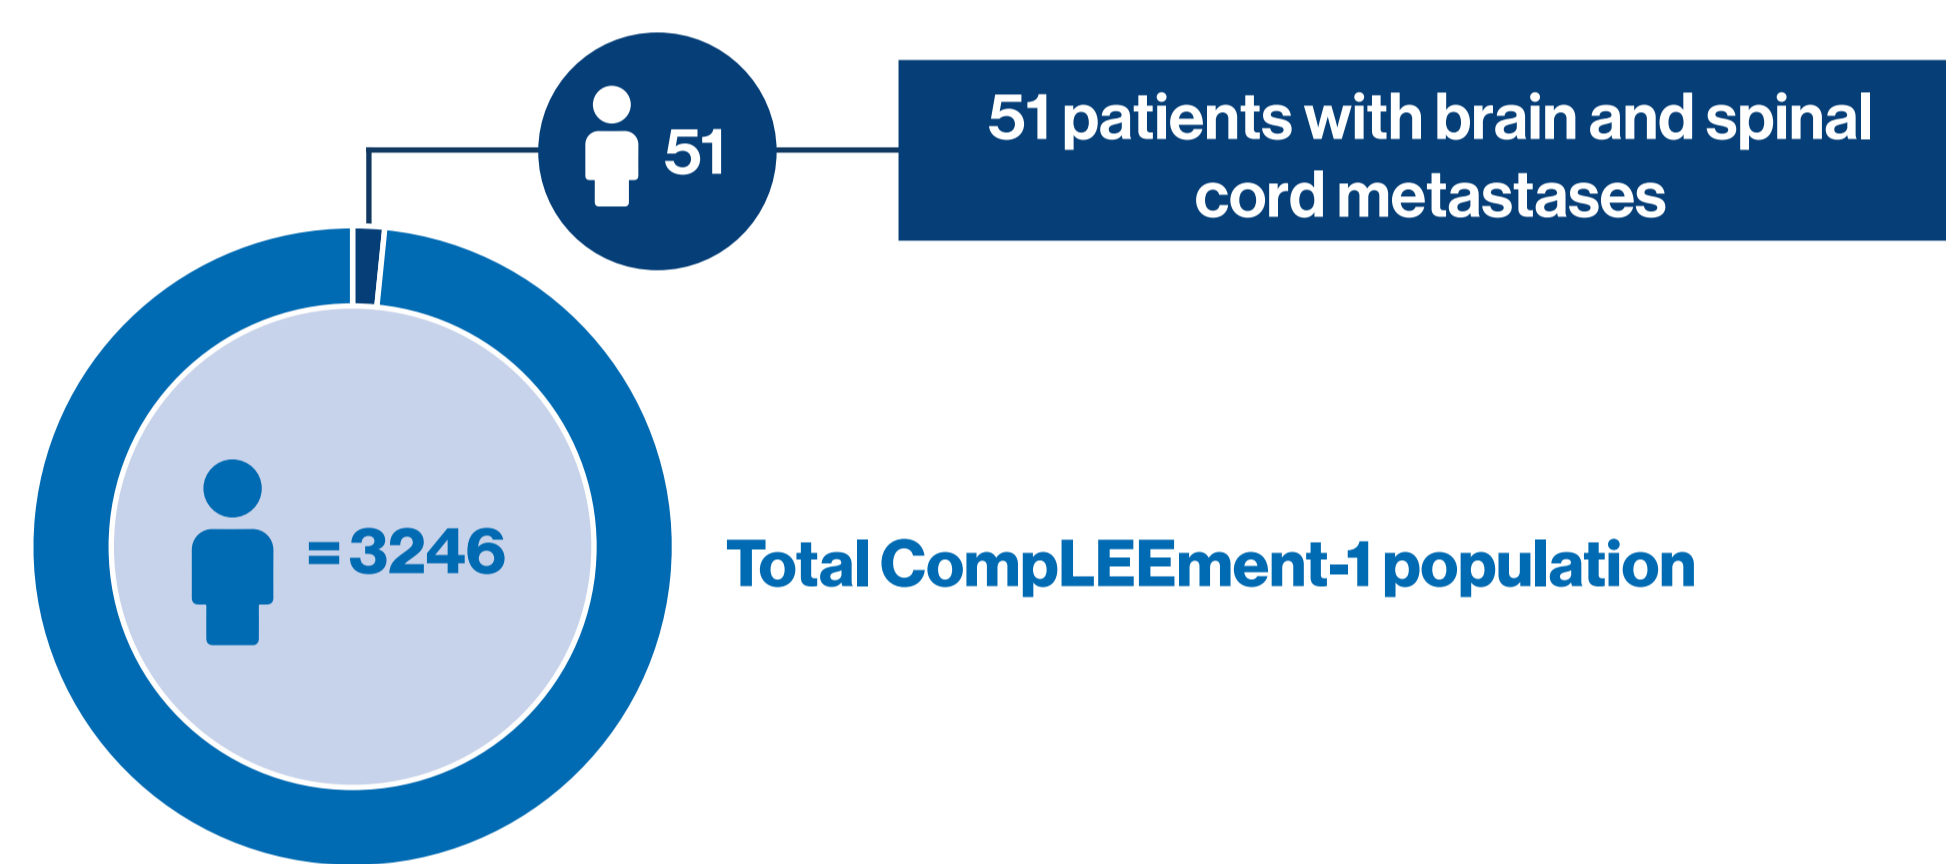 51
51 patients with brain and spinal
cord metastases
= 3246
Total CompLEEment-1 population